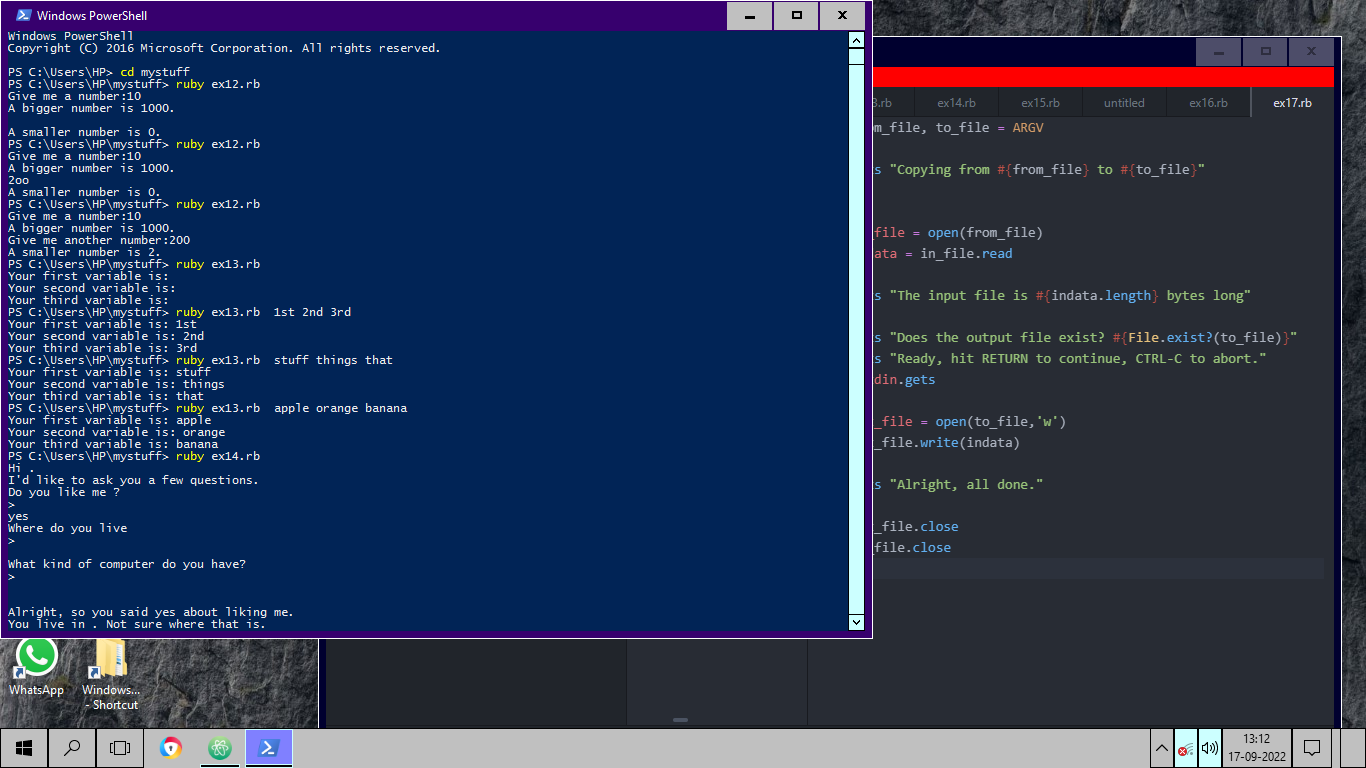 Windows PowerShell
Windows PowerShell
Copyright (C) 2016 Microsoft Corporation. All rights reserved.
PS C:\Users\HP> cd mystuff
PS C:\Users\HP\mystuff> ruby ex12.rb
Give me a number:10
A bigger number is 1000.
A smaller number is 0.
PS C:\Users\HP\mystuff> ruby ex12.rb
Give me a number:10
A bigger number is 1000.
2oo
A smaller number is 0.
PS C:\Users\HP\mystuff> ruby ex12.rb
Give me a number:10
A bigger number is 1000.
Give me another number:200
A smaller number is 2.
PS C:\Users\HP\mystuff> ruby ex13.rb
Your first variable is:
Your second variable is:
Your third variable is:
PS C:\Users\HP\mystuff> ruby ex13.rb  1st 2nd 3rd
Your first variable is: 1st
Your second variable is: 2nd
Your third variable is: 3rd
PS C:\Users\HP\mystuff> ruby ex13.rb  stuff things that
Your first variable is: stuff
Your second variable is: things
Your third variable is: that
PS C:\Users\HP\mystuff> ruby ex13.rb  apple orange banana
Your first variable is: apple
Your second variable is: orange
Your third variable is: banana
PS C:\Users\HP\mystuff> ruby ex14.rb
Hi .
I'd like to ask you a few questions.
Do you like me ?
>
yes
Where do you live
>
What kind of computer do you have?
>
Alright, so you said yes about liking me.
You live in . Not sure where that is.
3.rb ex14.rb ex15.rb untitled ex16.rb ex17.rb
m_file, to_file = ARGV
s "Copying from #{from_file} to #{to_file}"
_file = open(from_file)
ata = in_file.read
s "The input file is #{indata.length} bytes long"
s "Does the output file exist? #{File.exist?(to_file)}"
s "Ready, hit RETURN to continue, CTRL-C to abort."
din.gets
_file = open(to_file,'w')
_file.write(indata)
s "Alright, all done."
_file.close
_file.close
WhatsApp
Windows...
- Shortcut
13:12
17-09-2022